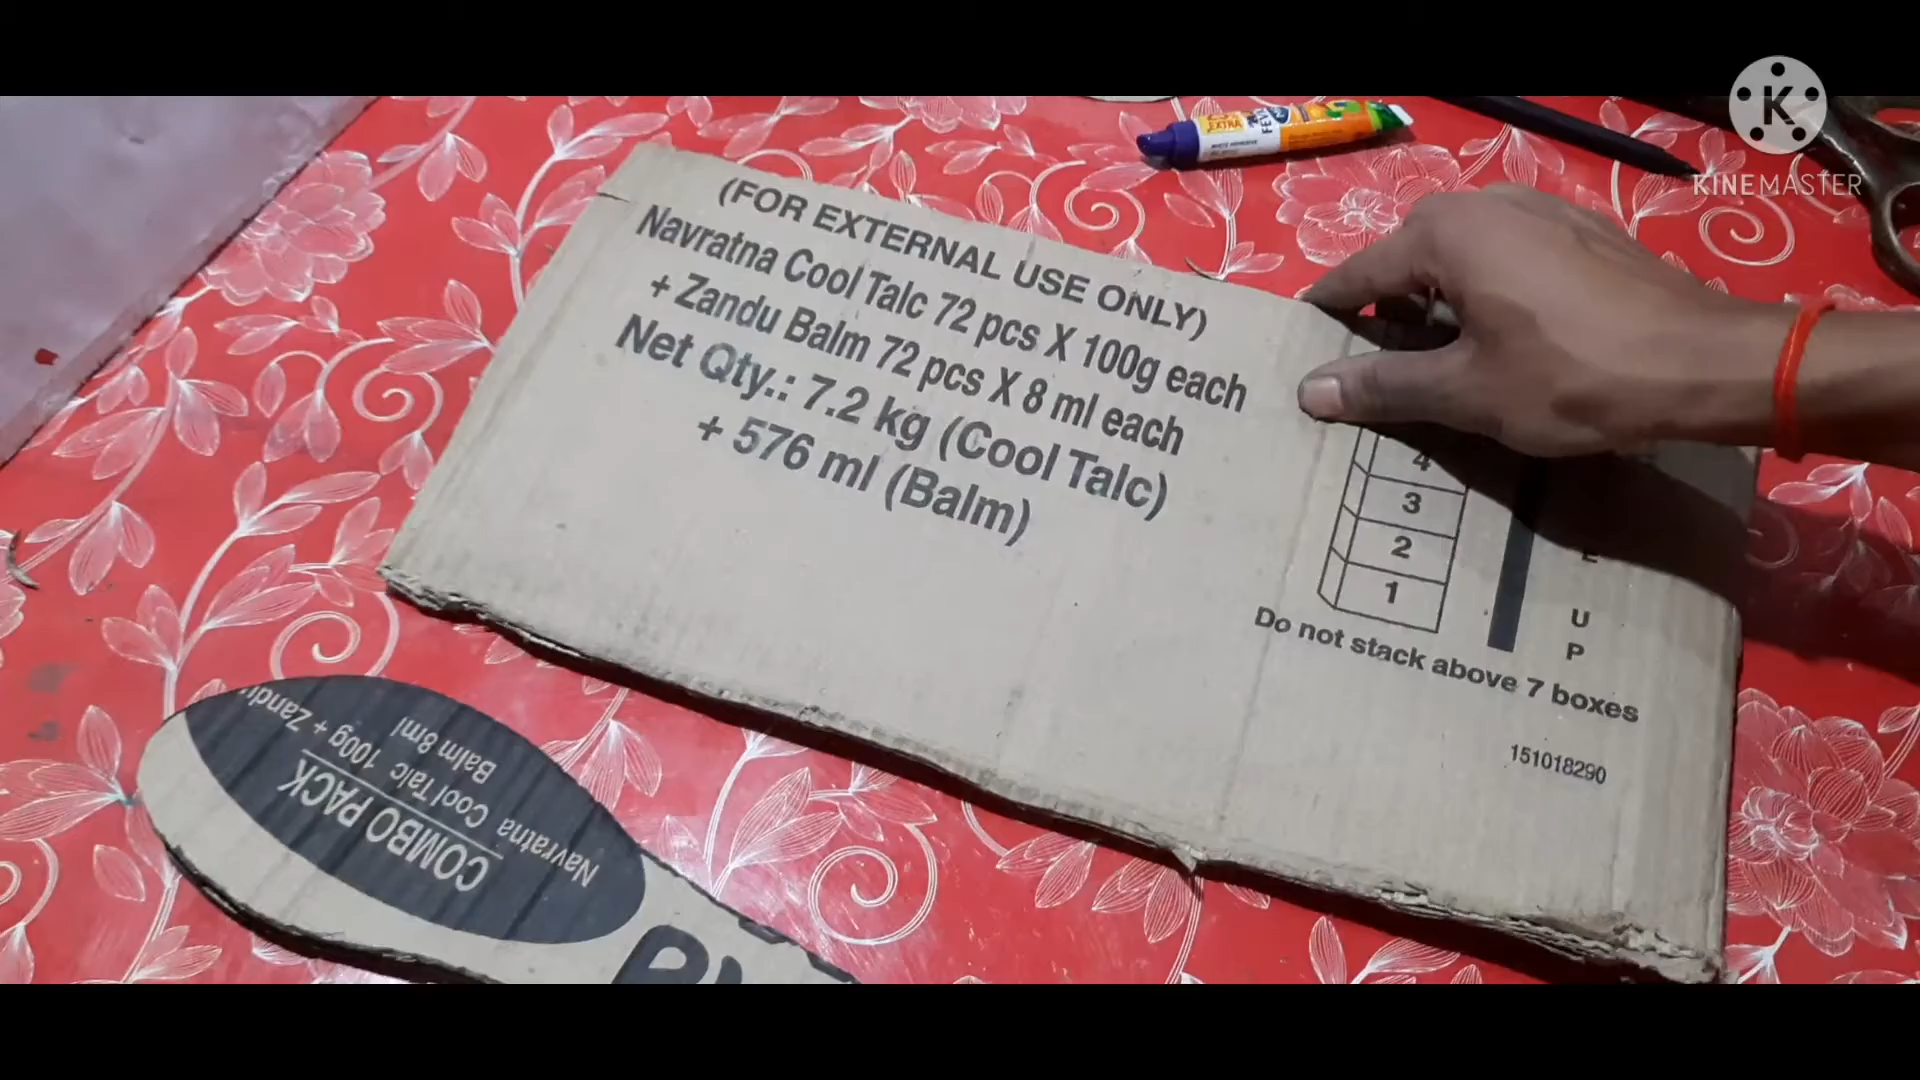 K
KINEMASTER
EXTRA
(FOR EXTERNAL USE ONLY)
Navratna Cool Talc 72 pcs X 100g each
+ Zandu Balm 72 pcs X 8 ml each
Net Qty.: 7.2 kg (Cool Talc)
+ 576 ml (Balm)
4
3
2
1
E
U
P
Do not stack above 7 boxes
151018290
COMBO PACK
Navratna Cool Talc 100g + Zandu
Balm 8ml